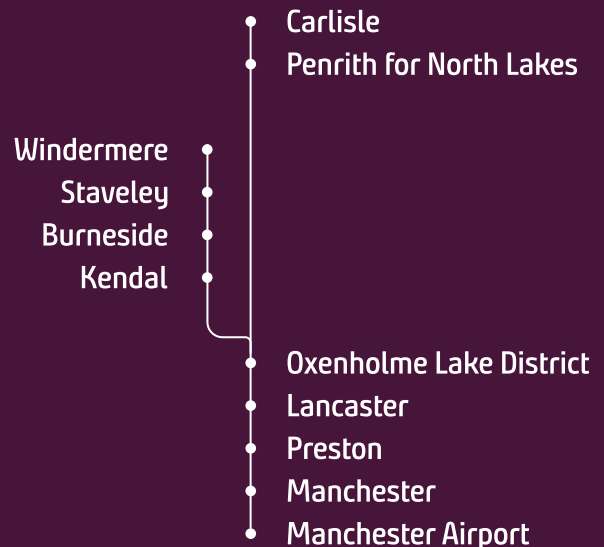 Carlisle
Penrith for North Lakes
Windermere
Staveley
Burneside
Kendal
Oxenholme Lake District
Lancaster
Preston
Manchester
Manchester Airport